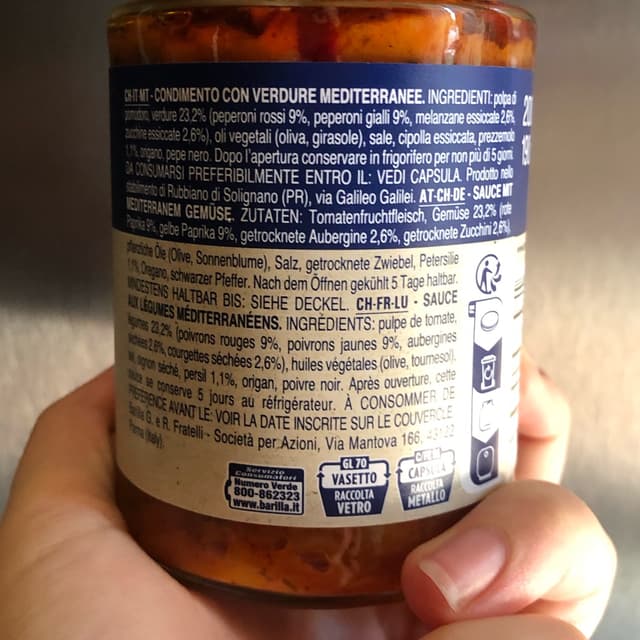 CH-IT-MT - CONDIMENTO CON VERDURE MEDITERRANEE. INGREDIENTI: polpa di
pomodoro, verdure 23,2% (peperoni rossi 9%, peperoni gialli 9%, melanzane essiccate 2,6%,
zucchine essiccate 2,6%), oli vegetali (oliva, girasole), sale, cipolla essiccata, prezzemolo
1,1%, origano, pepe nero. Dopo l'apertura conservare in frigorifero per non più di 5 giorni.
DA CONSUMARSI PREFERIBILMENTE ENTRO IL: VEDI CAPSULA. Prodotto nello
stabilimento di Rubbiano di Solignano (PR), via Galileo Galilei. AT-CH-DE - SAUCE MIT
MEDITERRANEM GEMÜSE. ZUTATEN: Tomatenfruchtfleisch, Gemüse 23,2% (rote
Paprika 9%, gelbe Paprika 9%, getrocknete Aubergine 2,6%, getrocknete Zucchini 2,6%),
pflanzliche Öle (Olive, Sonnenblume), Salz, getrocknete Zwiebel, Petersilie
1,1%, Oregano, schwarzer Pfeffer. Nach dem Öffnen gekühlt 5 Tage haltbar.
MINDESTENS HALTBAR BIS: SIEHE DECKEL. CH-FR-LU - SAUCE
AUX LÉGUMES MÉDITERRANÉENS. INGRÉDIENTS: pulpe de tomate,
légumes 23,2% (poivrons rouges 9%, poivrons jaunes 9%, aubergines
séchées 2,6%, courgettes séchées 2,6%), huiles végétales (olive, tournesol),
sel, oignon séché, persil 1,1%, origan, poivre noir. Après ouverture, cette
sauce se conserve 5 jours au réfrigérateur. À CONSOMMER DE
PRÉFÉRENCE AVANT LE: VOIR LA DATE INSCRITE SUR LE COUVERCLE.
Barilla G. e R. Fratelli - Società per Azioni, Via Mantova 166, 43122
Parma (Italy).
Servizio
Consumatori
Numero Verde
800-862323
www.barilla.it
GL 70
VASETTO
RACCOLTA
VETRO
CAPSULA
RACCOLTA
METALLO